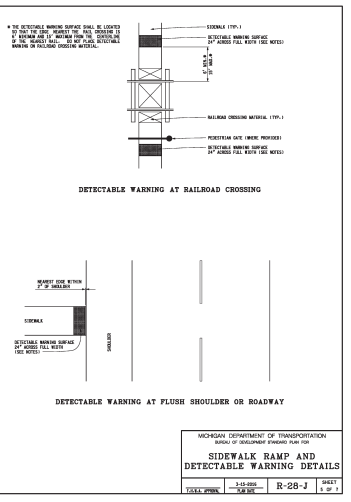 * THE DETECTABLE WARNING SURFACE SHALL BE LOCATED
SO THAT THE EDGE NEAREST THE RAIL CROSSING IS
6' MINIMUM AND 15' MAXIMUM FROM THE CENTERLINE
OF THE NEAREST RAIL. DO NOT PLACE DETECTABLE
WARNING ON RAILROAD CROSSING MATERIAL.
SIDEWALK (TYP.)
DETECTABLE WARNING SURFACE
24" ACROSS FULL WIDTH (SEE NOTES)
6' MIN.*
15' MAX.*
RAILROAD CROSSING MATERIAL (TYP.)
PEDESTRIAN GATE (WHERE PROVIDED)
DETECTABLE WARNING SURFACE
24" ACROSS FULL WIDTH (SEE NOTES)
DETECTABLE WARNING AT RAILROAD CROSSING
NEAREST EDGE WITHIN
2" OF SHOULDER
SIDEWALK
DETECTABLE WARNING SURFACE
24" ACROSS FULL WIDTH
(SEE NOTES)
SHOULDER
DETECTABLE WARNING AT FLUSH SHOULDER OR ROADWAY
MICHIGAN DEPARTMENT OF TRANSPORTATION
BUREAU OF DEVELOPMENT STANDARD PLAN FOR
SIDEWALK RAMP AND
DETECTABLE WARNING DETAILS
F.H.W.A. APPROVAL
3-15-2016
PLAN DATE
R-28-J
SHEET
5 OF 7